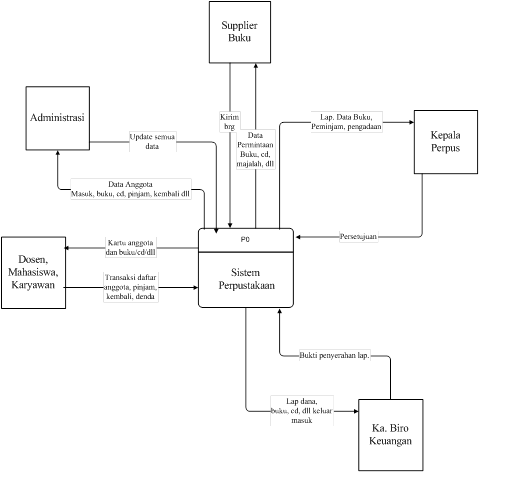 Supplier
Buku
Administrasi
Update semua
data
Kirim
brg
Data
Permintaan
Buku, cd,
majalah, dll
Lap. Data Buku,
Peminjam, pengadaan
Kepala
Perpus
Data Anggota
Masuk, buku, cd, pinjam, kembali dll
Persetujuan
Kartu anggota
dan buku/cd/dll
P0
Sistem
Perpustakaan
Dosen,
Mahasiswa,
Karyawan
Transaksi daftar
anggota, pinjam,
kembali, denda
Bukti penyerahan lap.
Lap dana,
buku, cd, dll keluar
masuk
Ka. Biro
Keuangan